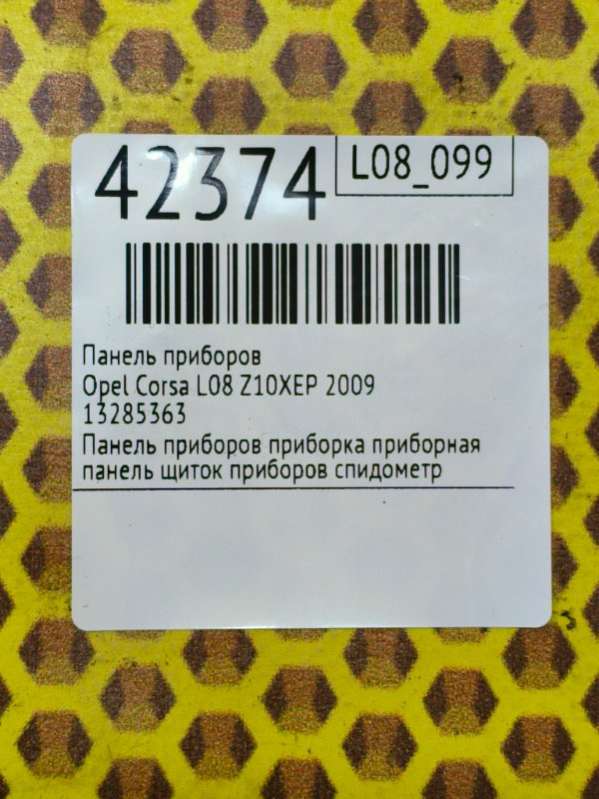 42374
L08_099
Панель приборов
Opel Corsa L08 Z10XEP 2009
13285363
Панель приборов приборка приборная
панель щиток приборов спидометр